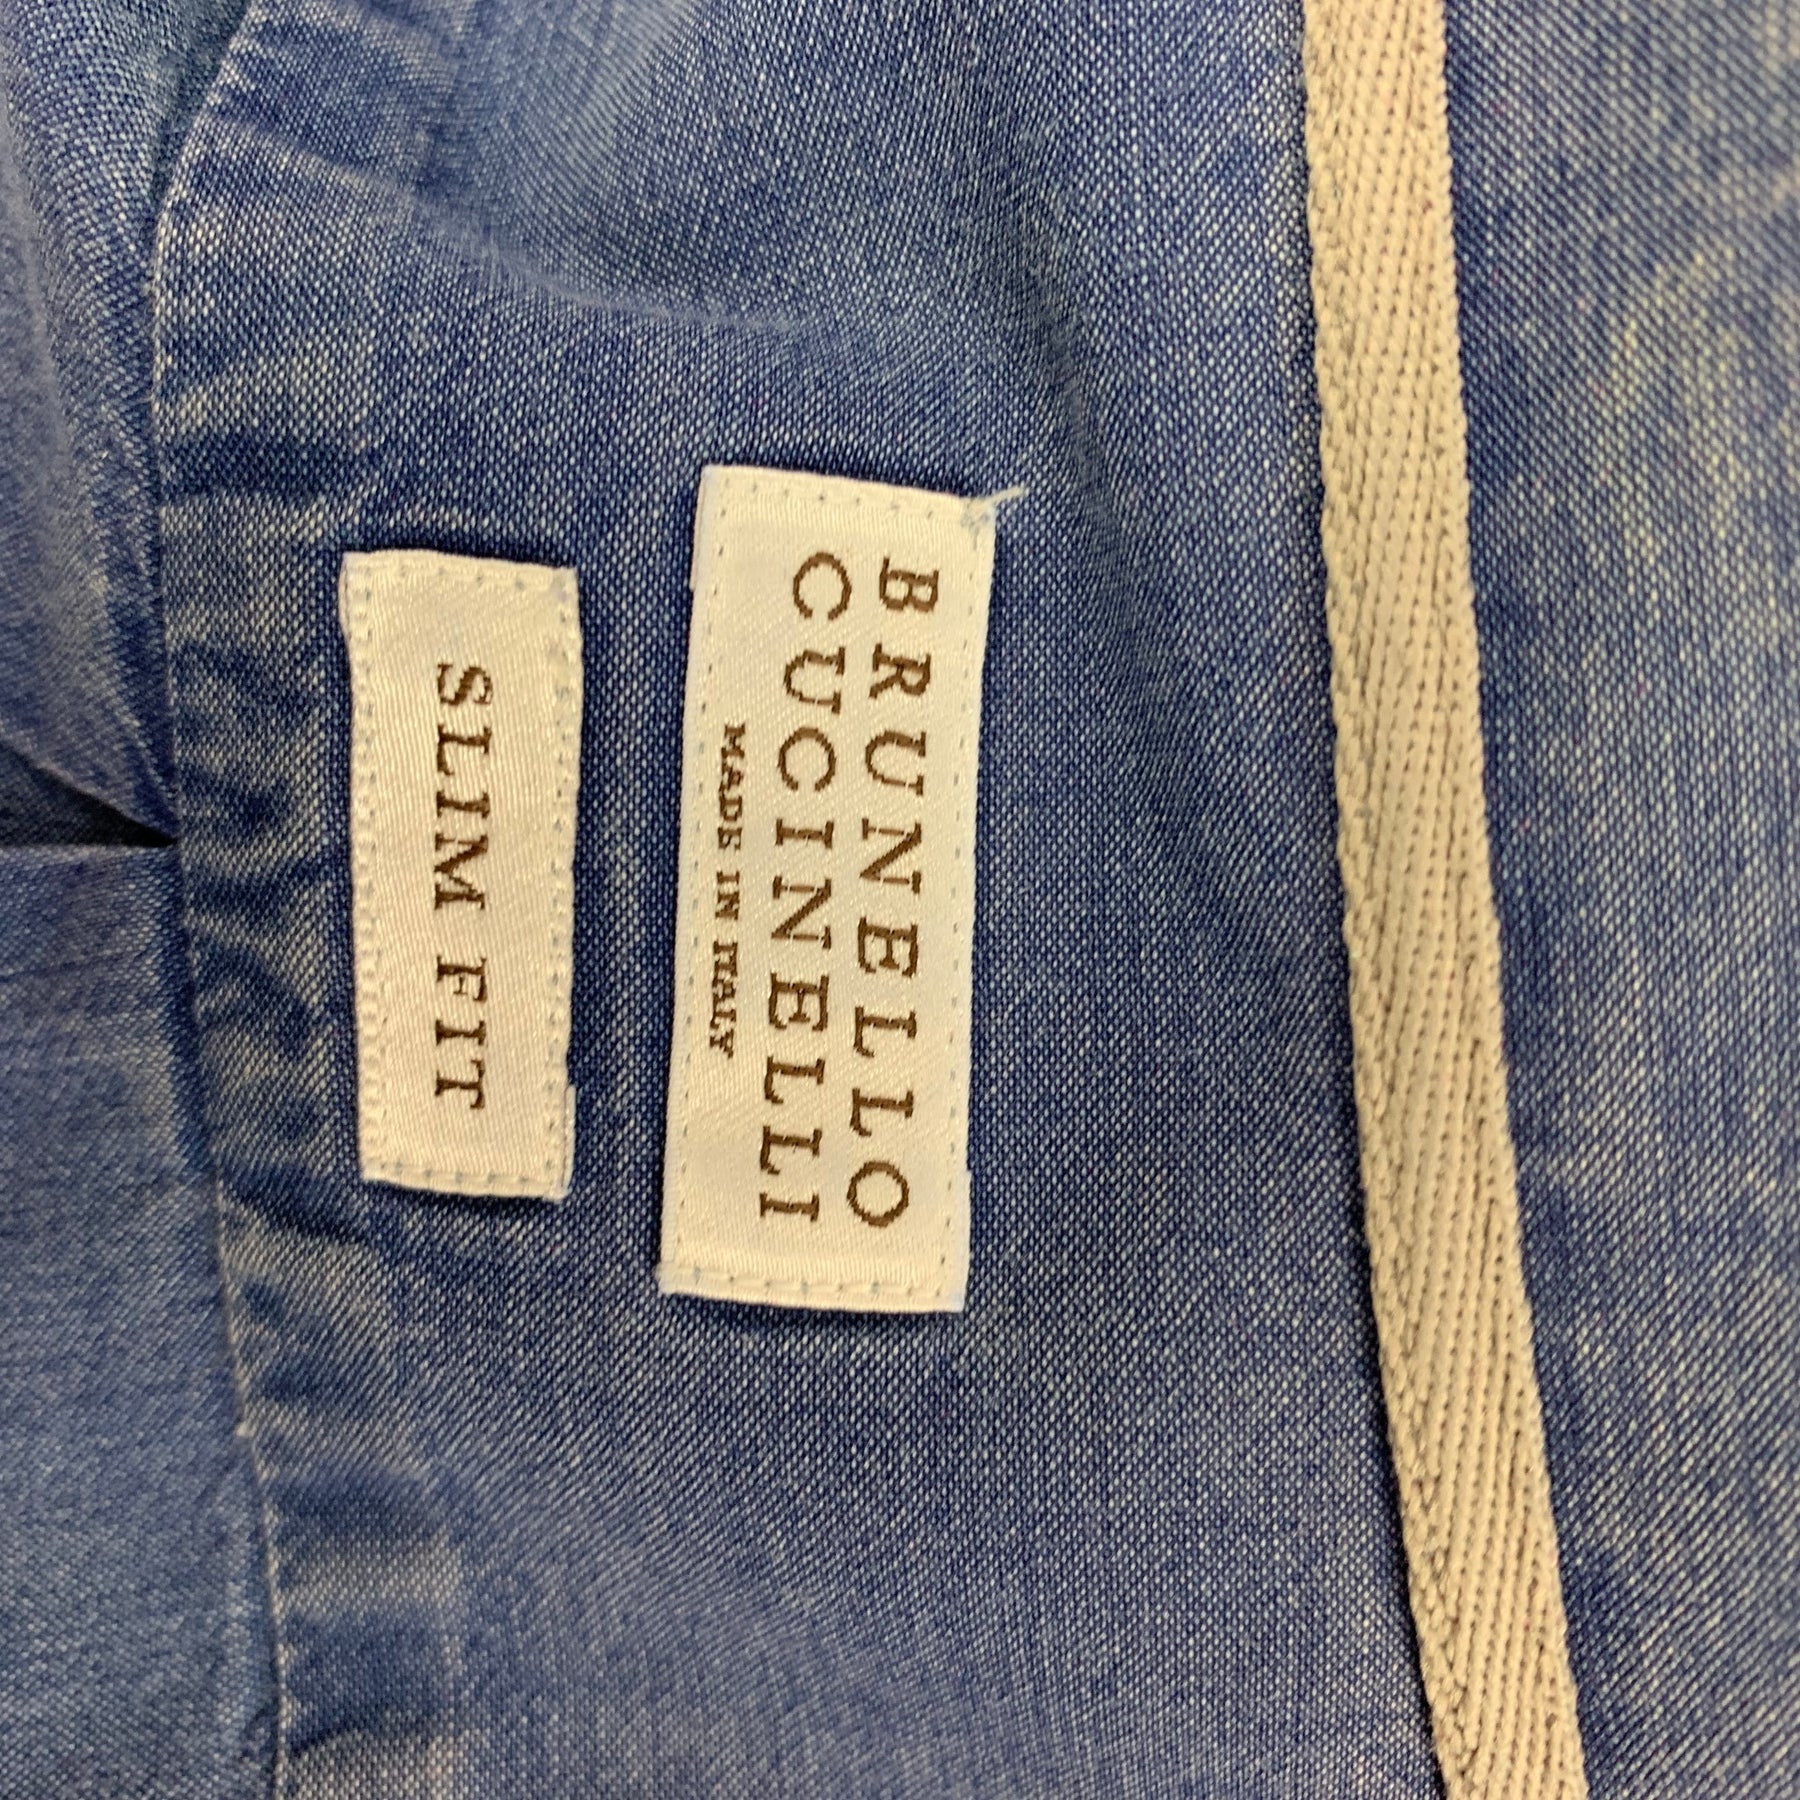 BRUNELLO
CUCINELLI
MADE IN ITALY
SLIM FIT